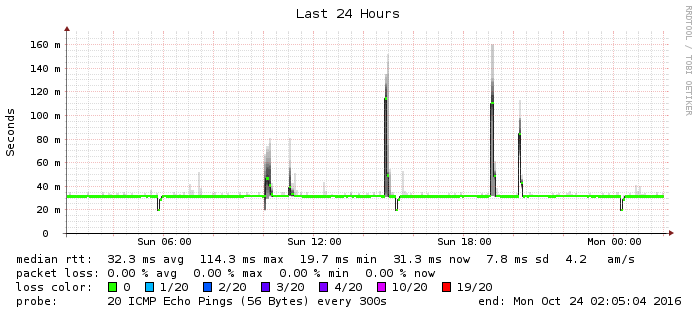 Last 24 Hours
RRDTOOL / TOBI OETIKER
Seconds
160 m
140 m
120 m
100 m
80 m
60 m
40 m
20 m
0
Sun 06:00 Sun 12:00 Sun 18:00 Mon 00:00
median rtt: 32.3 ms avg 114.3 ms max 19.7 ms min 31.3 ms now 7.8 ms sd 4.2 am/s
packet loss: 0.00 % avg 0.00 % max 0.00 % min 0.00 % now
loss color: 0 1/20 2/20 3/20 4/20 10/20 19/20
probe: 20 ICMP Echo Pings (56 Bytes) every 300s end: Mon Oct 24 02:05:04 2016